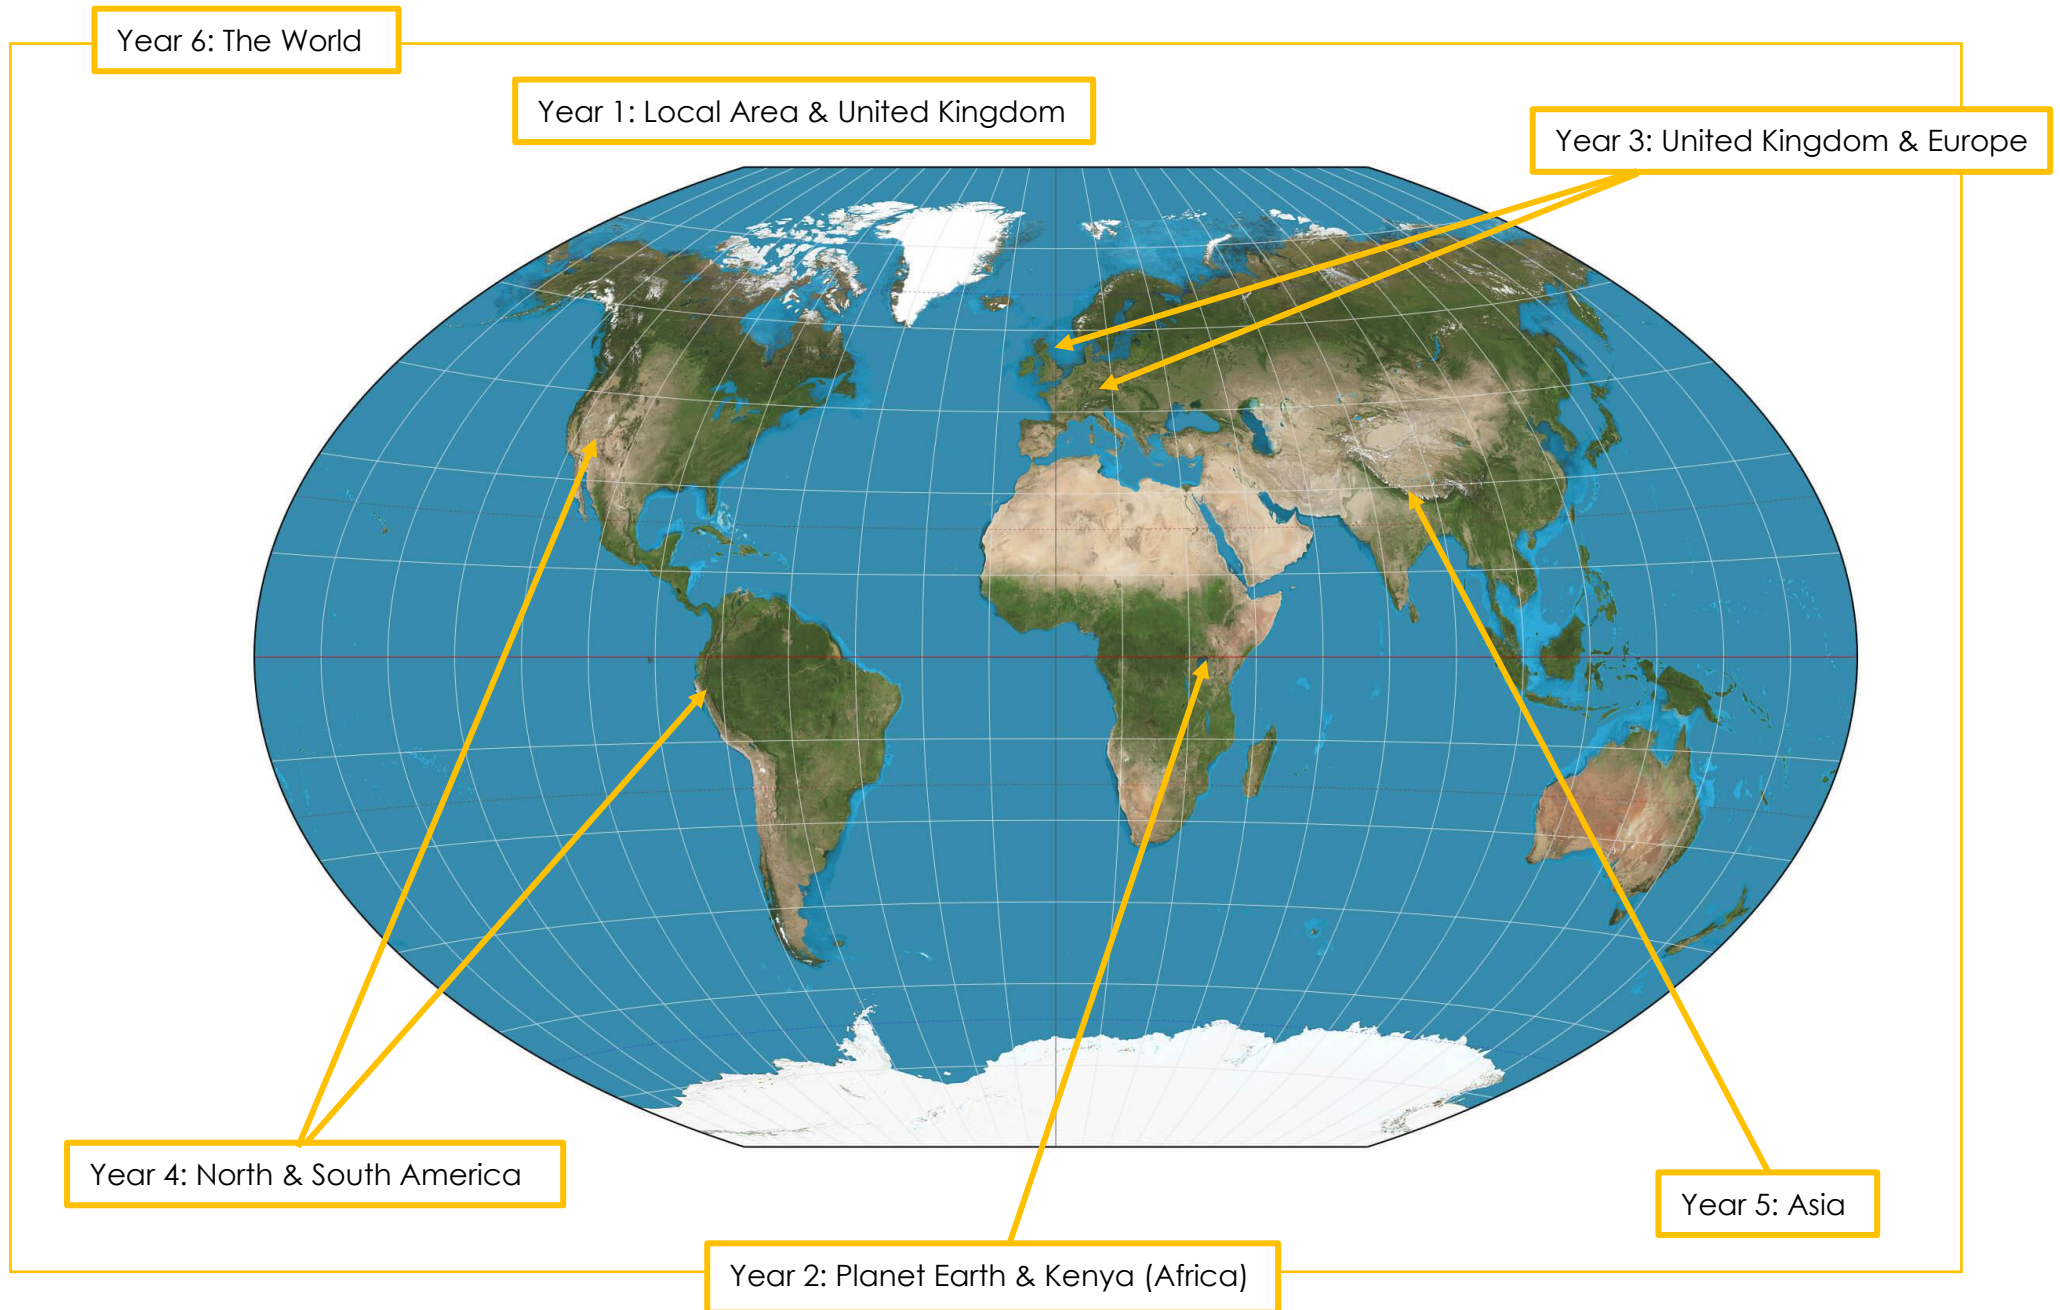 Year 6: The World
Year 1: Local Area & United Kingdom
Year 3: United Kingdom & Europe
Year 4: North & South America
Year 5: Asia
Year 2: Planet Earth & Kenya (Africa)